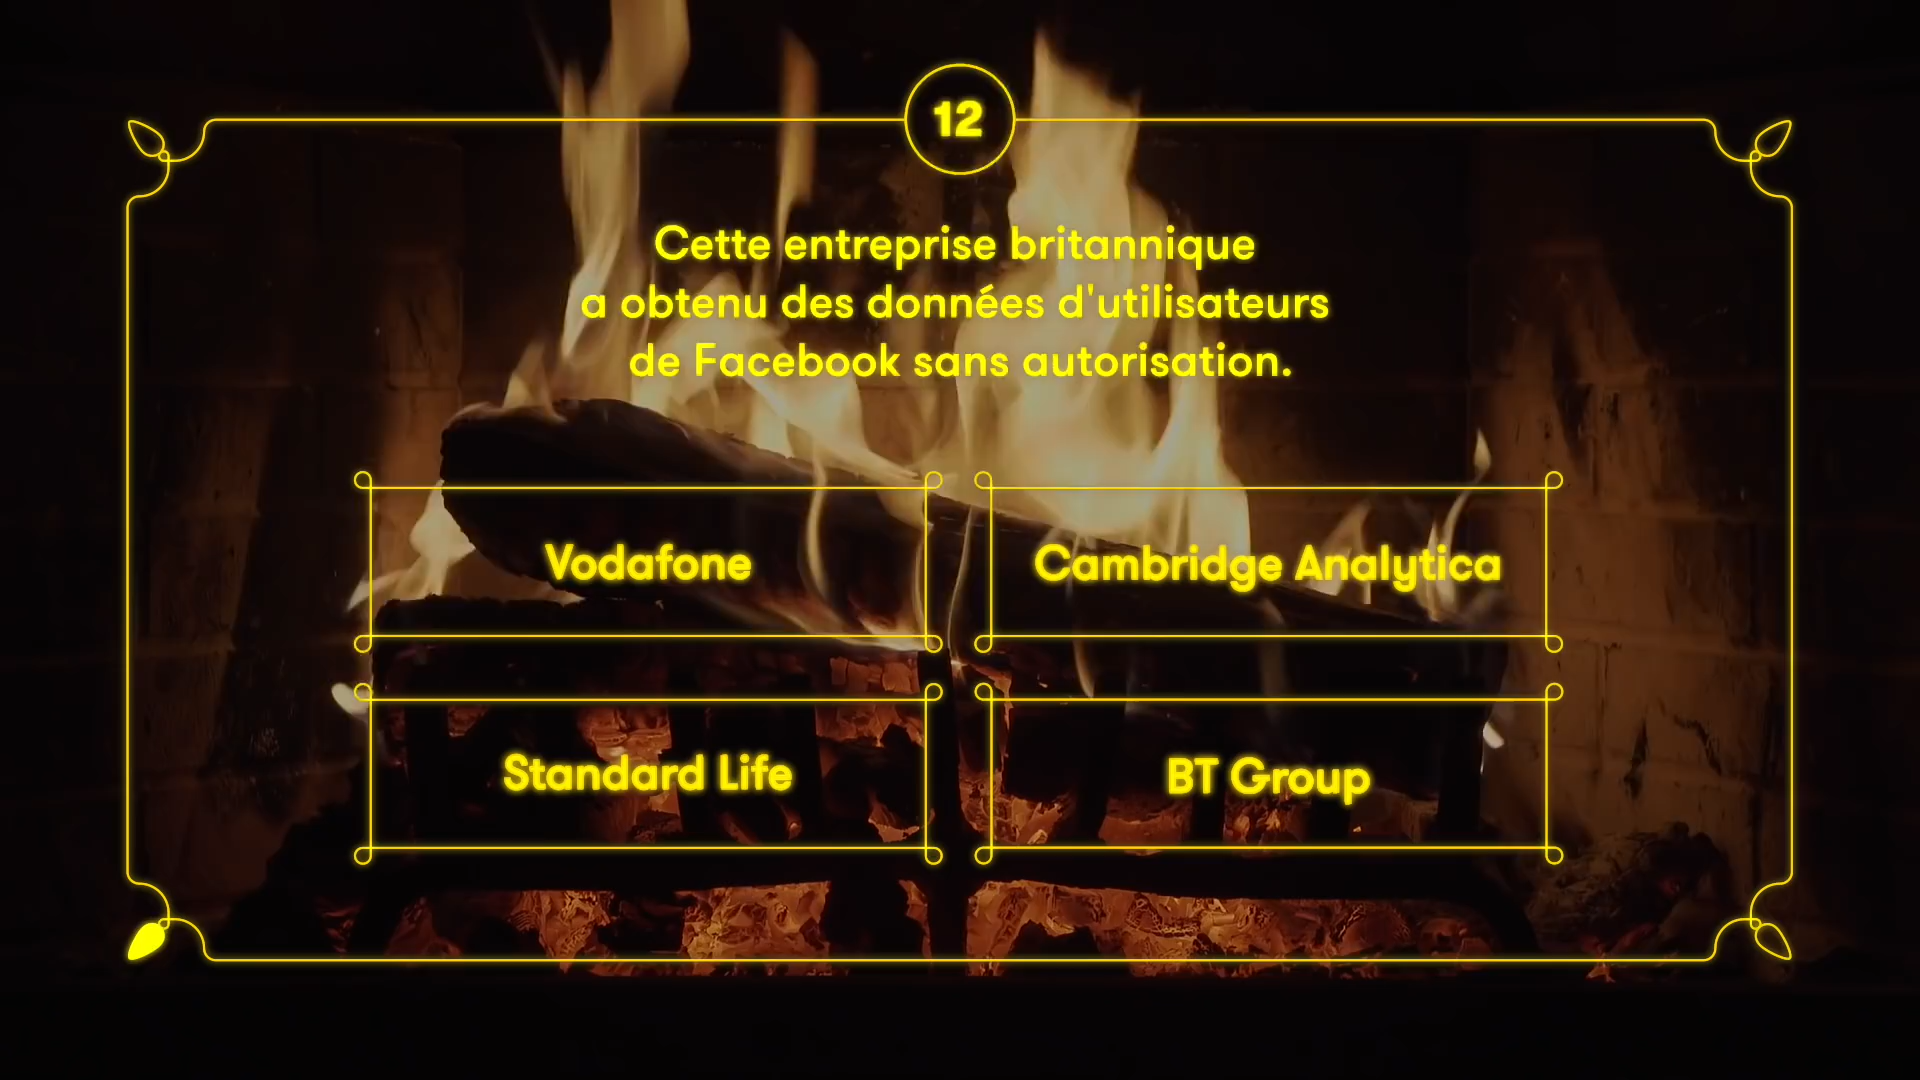 12
Cette entreprise britannique
a obtenu des données d'utilisateurs
de Facebook sans autorisation.
Vodafone
Cambridge Analytica
Standard Life
BT Group